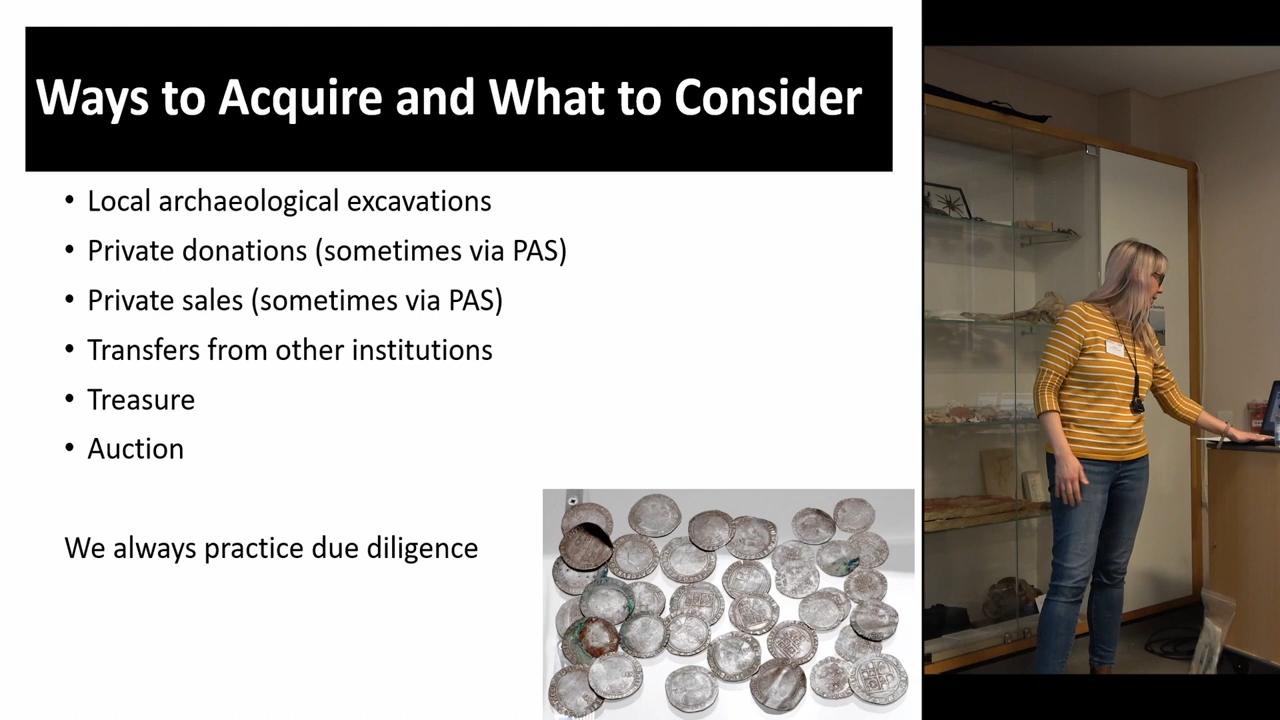 Ways to Acquire and What to Consider
• Local archaeological excavations
• Private donations (sometimes via PAS)
• Private sales (sometimes via PAS)
• Transfers from other institutions
• Treasure
• Auction
We always practice due diligence